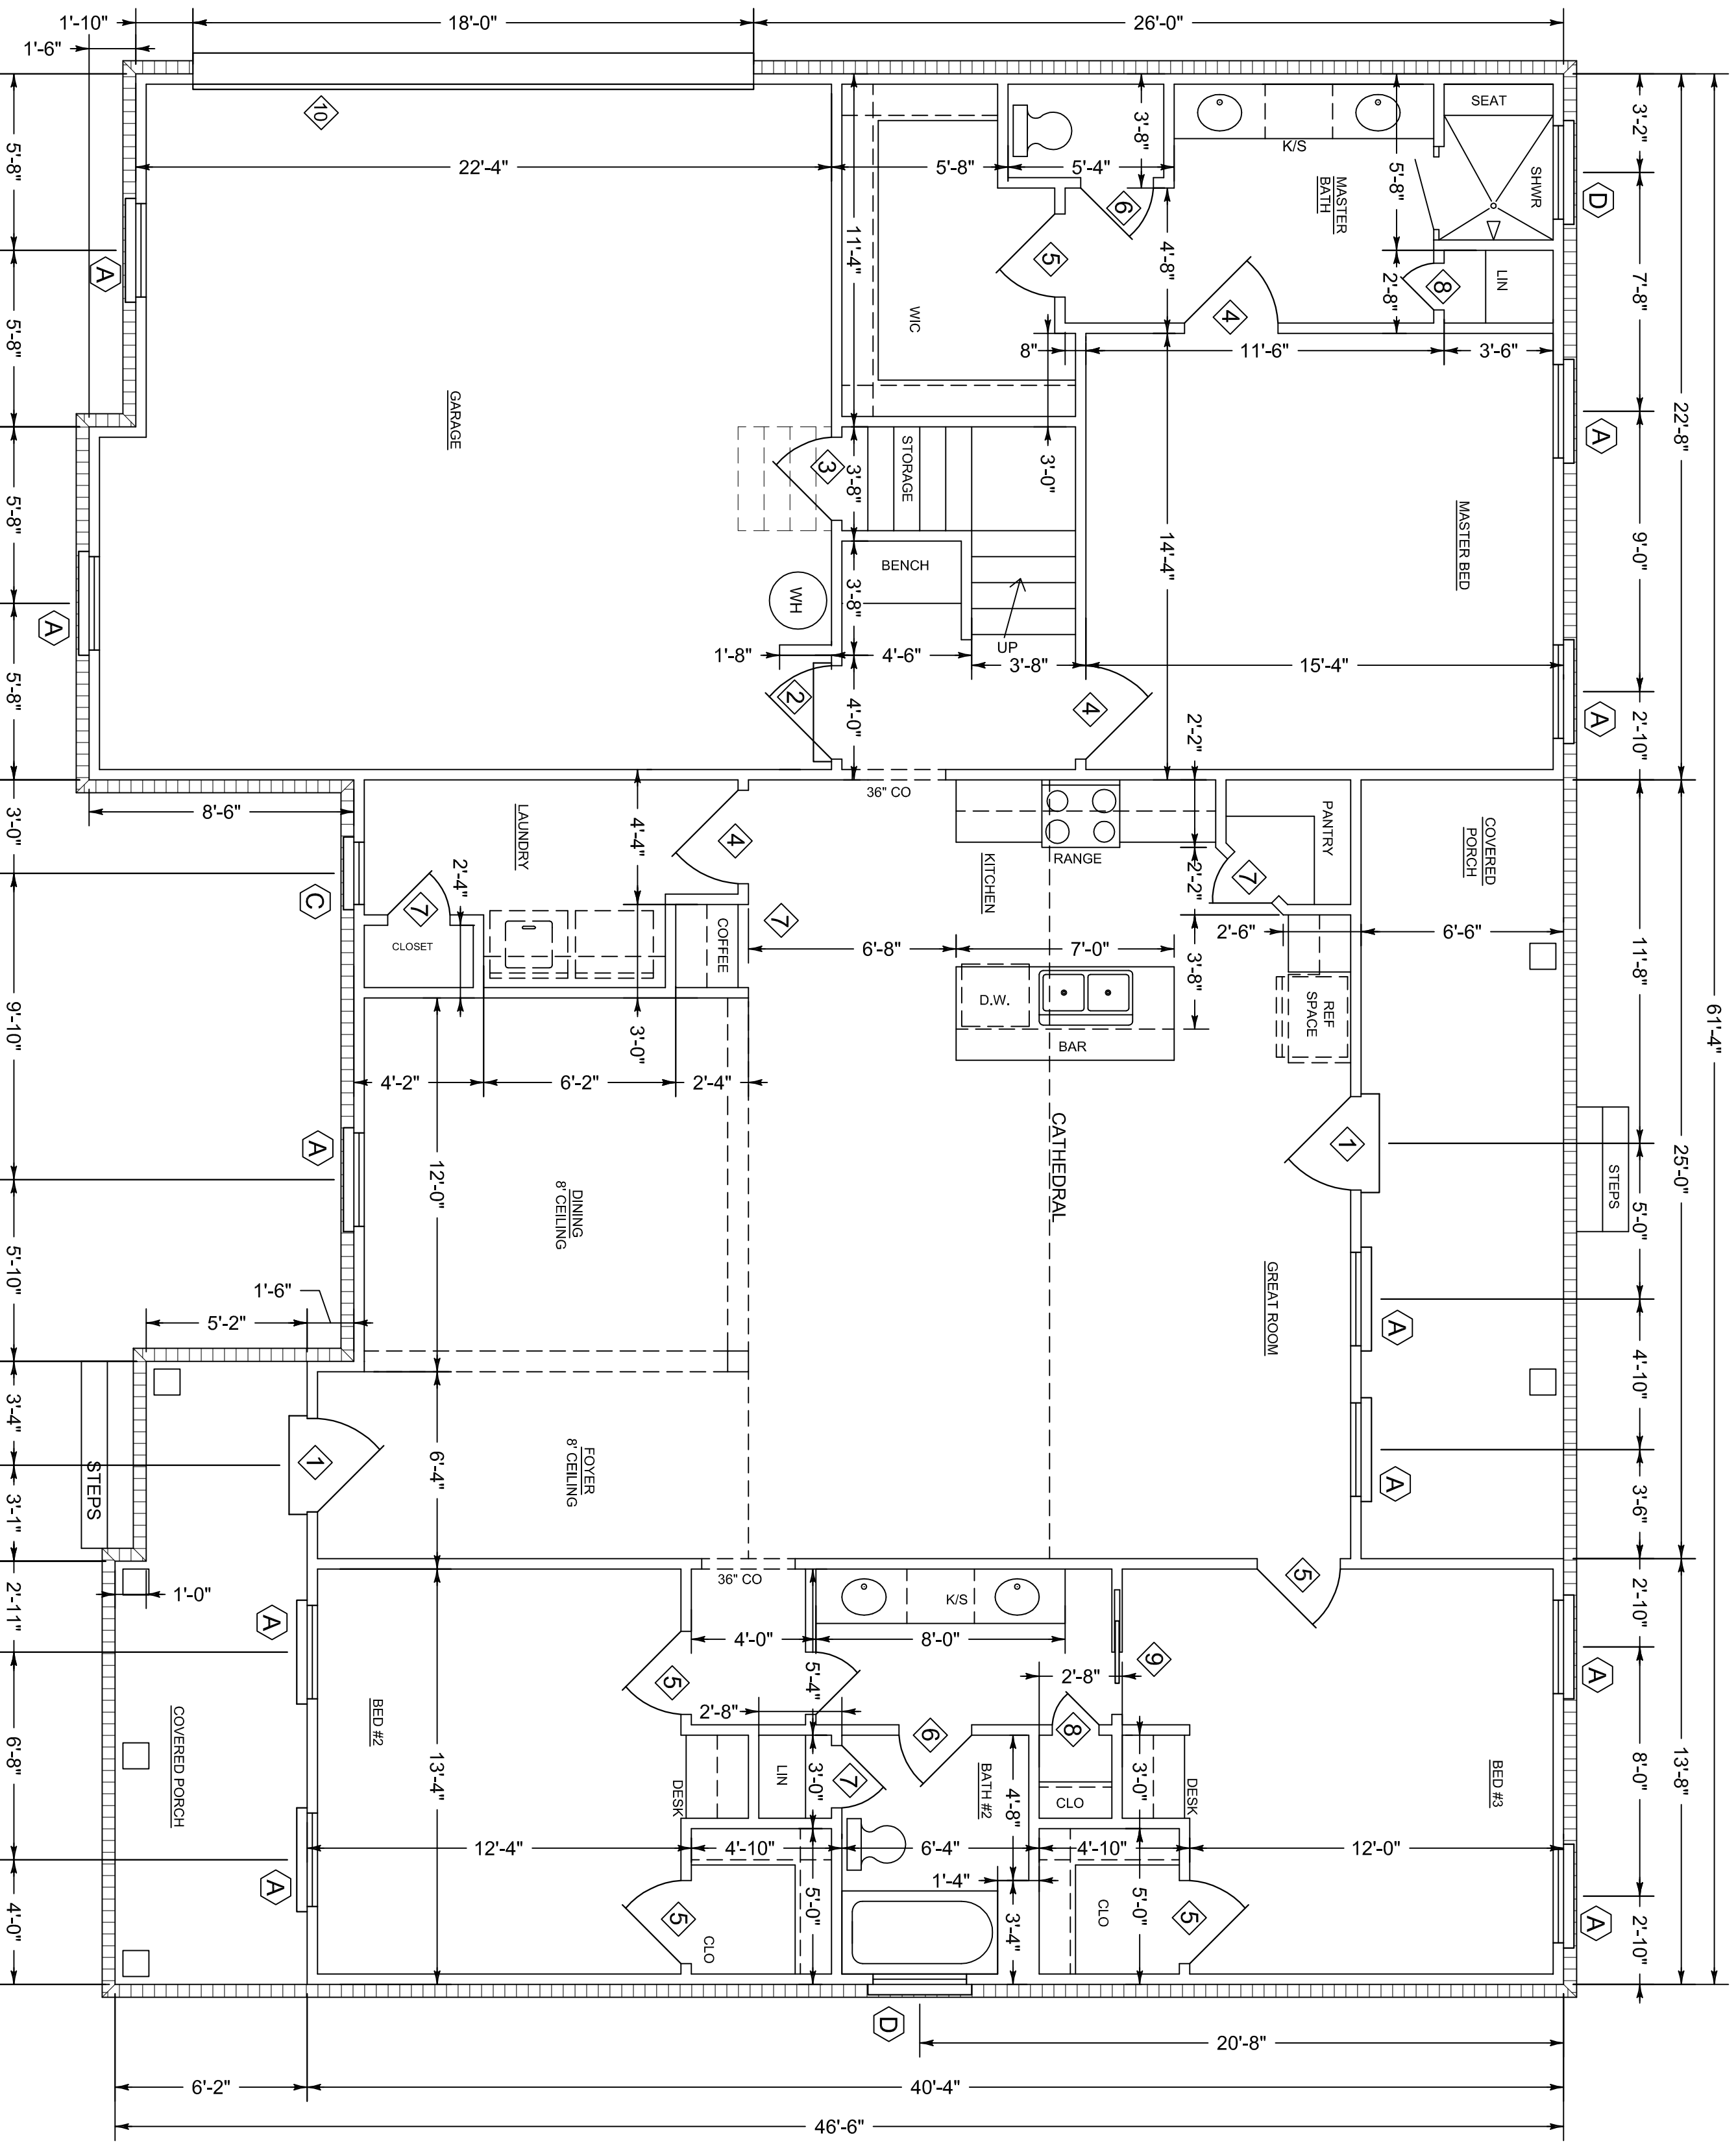 1'-10"
18'-0"
26'-0"
1'-6"
5'-8"
5'-8"
5'-8"
5'-8"
3'-0"
9'-10"
5'-10"
3'-4"
3'-1"
2'-11"
6'-8"
4'-0"
A
A
C
A
A
A
10
22'-4"
GARAGE
5'-8"
5'-4"
3'-8"
11'-4"
WIC
5
6
4'-8"
K/S
MASTER
BATH
5'-8"
2'-8"
SEAT
SHWR
LIN
8
4
8"
11'-6"
3'-6"
3'-0"
STORAGE
3
3'-8"
BENCH
3'-8"
WH
UP
1'-8"
4'-6"
3'-8"
15'-4"
2
4'-0"
4
14'-4"
MASTER BED
D
A
A
3'-2"
7'-8"
9'-0"
2'-10"
22'-8"
61'-4"
8'-6"
LAUNDRY
4'-4"
4
36" CO
2'-2"
RANGE
KITCHEN
2'-2"
7
PANTRY
COVERED
PORCH
2'-4"
7
CLOSET
COFFEE
7
6'-8"
7'-0"
3'-8"
2'-6"
6'-6"
D.W.
BAR
REF
SPACE
3'-0"
4'-2"
6'-2"
2'-4"
12'-0"
DINING
8' CEILING
CATHEDRAL
GREAT ROOM
1
STEPS
11'-8"
5'-0"
4'-10"
3'-6"
25'-0"
A
A
1'-6"
5'-2"
STEPS
1
6'-4"
FOYER
8' CEILING
1'-0"
COVERED PORCH
36" CO
K/S
4'-0"
8'-0"
5
5'-4"
2'-8"
2'-8"
9
5
BED #2
13'-4"
DESK
LIN
3'-0"
7
6
BATH #2
4'-8"
8
CLO
3'-0"
DESK
BED #3
12'-4"
4'-10"
6'-4"
4'-10"
12'-0"
1'-4"
5
CLO
5'-0"
3'-4"
CLO
5'-0"
5
A
A
2'-10"
8'-0"
2'-10"
13'-8"
D
20'-8"
6'-2"
40'-4"
46'-6"